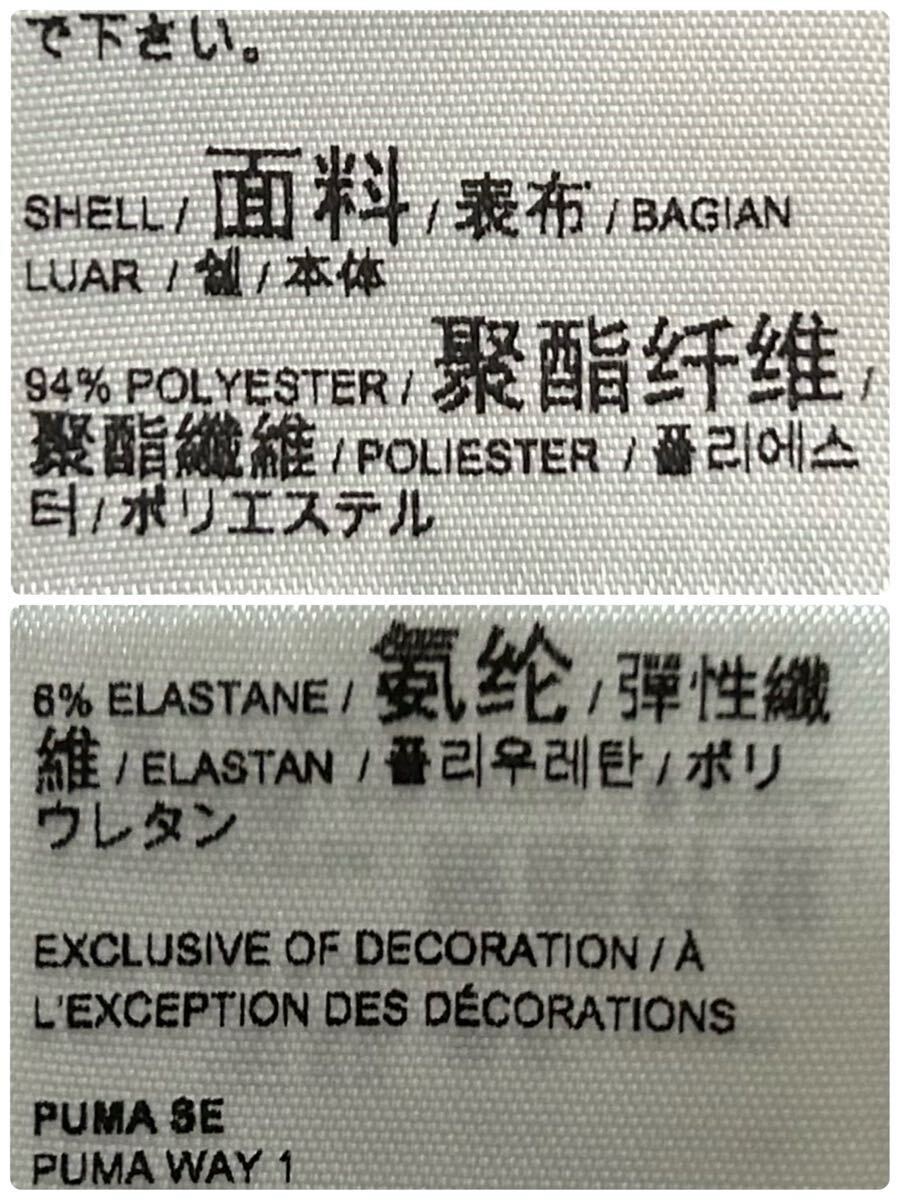 で下さい。
SHELL / 面料 / 表布 / BAGIAN
LUAR / 쉘 / 本体
94% POLYESTER / 聚酯纤维 /
聚酯纖維 / POLIESTER / 폴리에스
터 / ポリエステル
6% ELASTANE / 氨纶 / 彈性纖
維 / ELASTAN / 폴리우레탄 / ポリ
ウレタン
EXCLUSIVE OF DECORATION / À
L'EXCEPTION DES DÉCORATIONS
PUMA SE
PUMA WAY 1